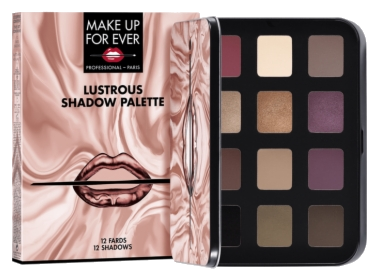 MAKE UP
FOR EVER
PROFESSIONAL – PARIS
LUSTROUS
SHADOW PALETTE
12 FARDS
12 SHADOWS